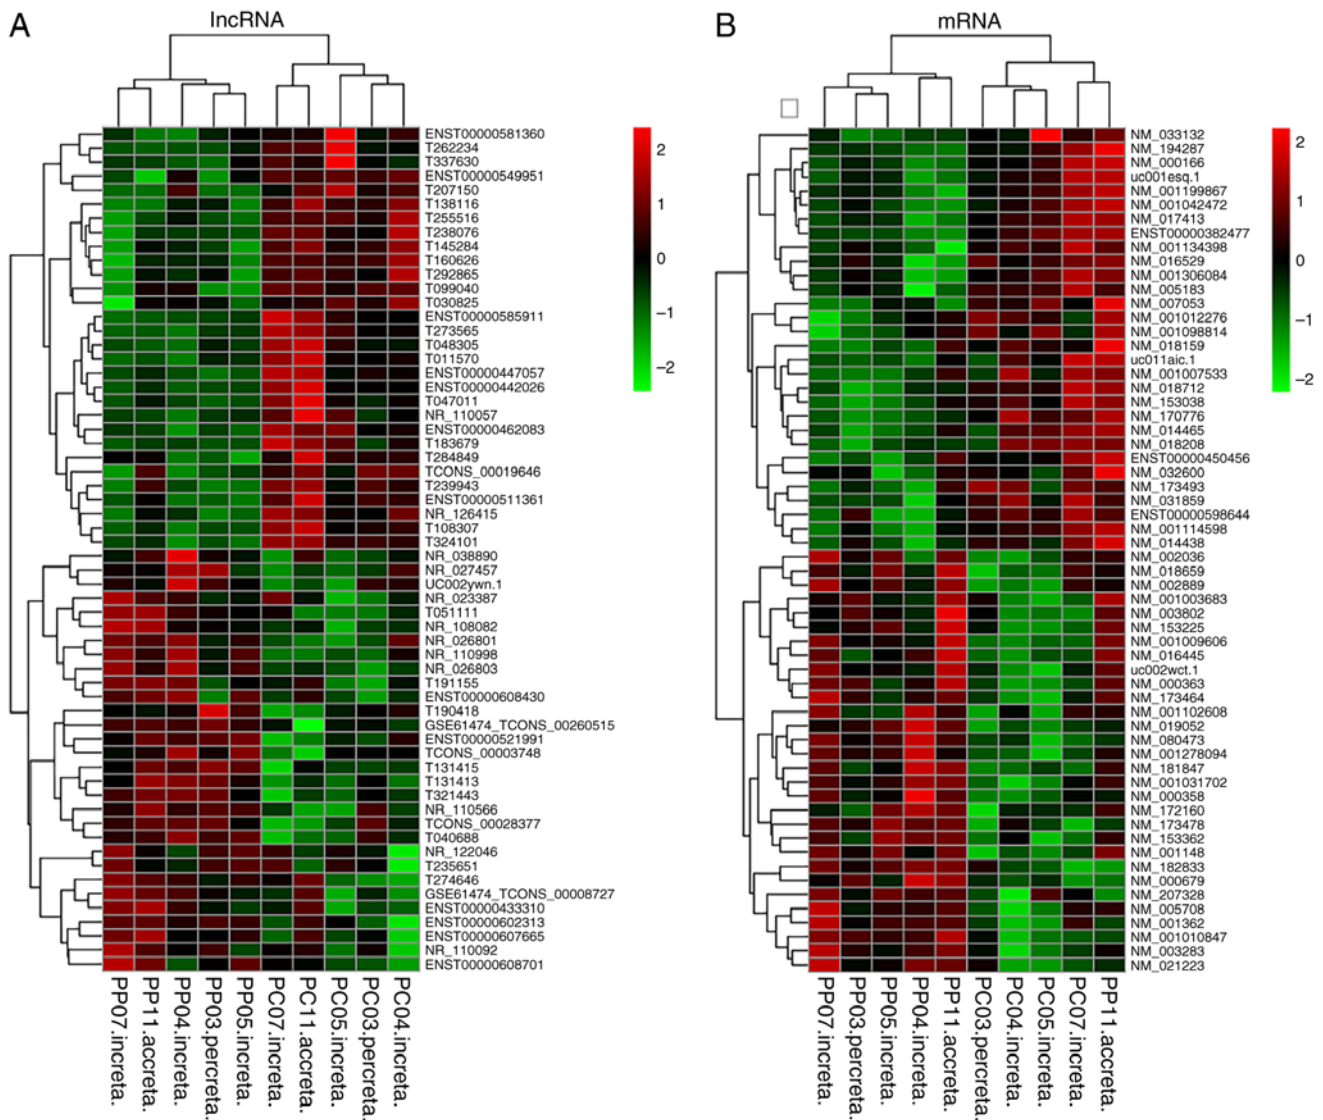 A
lncRNA
ENST00000581360
T262234
T337630
ENST00000549951
T207150
T138116
T255516
T238076
T145284
T160626
T292865
T099040
T030825
ENST00000585911
T273565
T048305
T011570
ENST00000447057
ENST00000442026
T047011
NR_110057
ENST00000462083
T183679
T284849
TCONS_00019646
T239943
ENST00000511361
NR_126415
T108307
T324101
NR_038890
NR_027457
UC002ywn.1
NR_023387
T051111
NR_108082
NR_026801
NR_110998
NR_026803
T191155
ENST00000608430
T190418
GSE61474_TCONS_00260515
ENST00000521991
TCONS_00003748
T131415
T131413
T321443
NR_110566
TCONS_00028377
T040688
NR_122046
T235651
T274646
GSE61474_TCONS_00008727
ENST00000433310
ENST00000602313
ENST00000607665
NR_110092
ENST00000608701
2
1
0
−1
−2
PP07.increta.
PP11.accreta.
PP04.increta.
PP03.percreta.
PP05.increta.
PC07.increta.
PC11.accreta.
PC05.increta.
PC03.percreta.
PC04.increta.
B
mRNA
NM_033132
NM_194287
NM_000166
uc001esq.1
NM_001199867
NM_001042472
NM_017413
ENST00000382477
NM_001134398
NM_016529
NM_001306084
NM_005183
NM_007053
NM_001012276
NM_001098814
NM_018159
uc011aic.1
NM_001007533
NM_018712
NM_153038
NM_170776
NM_014465
NM_018208
ENST00000450456
NM_032600
NM_173493
NM_031859
ENST00000598644
NM_001114598
NM_014438
NM_002036
NM_018659
NM_002889
NM_001003683
NM_003802
NM_153225
NM_001009606
NM_016445
uc002wct.1
NM_000363
NM_173464
NM_001102608
NM_019052
NM_080473
NM_001278094
NM_181847
NM_001031702
NM_000358
NM_172160
NM_173478
NM_153362
NM_001148
NM_182833
NM_000679
NM_207328
NM_005708
NM_001362
NM_001010847
NM_003283
NM_021223
2
1
0
−1
−2
PP07.increta.
PP03.percreta.
PP05.increta.
PP04.increta.
PP11.accreta.
PC03.percreta.
PC04.increta.
PC05.increta.
PC07.increta.
PP11.accreta.